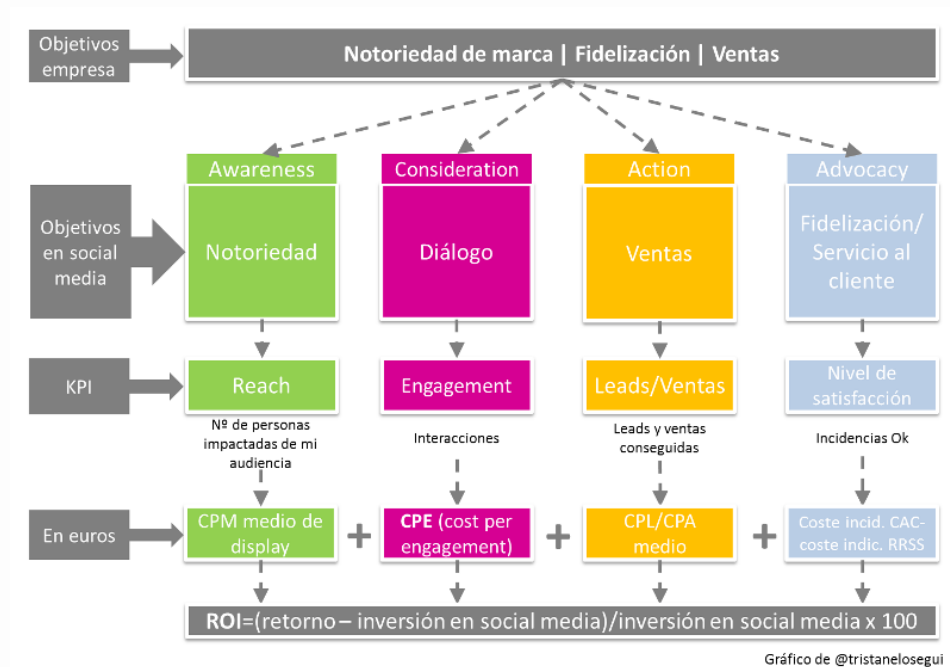 Objetivos
empresa
Notoriedad de marca | Fidelización | Ventas
Awareness
Consideration
Action
Advocacy
Objetivos
en social
media
Notoriedad
Diálogo
Ventas
Fidelización/
Servicio al
cliente
KPI
Reach
Engagement
Leads/Ventas
Nivel de
satisfacción
Nº de personas
impactadas de mi
audiencia
Interacciones
Leads y ventas
conseguidas
Incidencias Ok
En euros
CPM medio de
display
+
CPE (cost per
engagement)
+
CPL/CPA
medio
+
Coste incid. CAC-
coste indic. RRSS
ROI=(retorno – inversión en social media)/inversión en social media x 100
Gráfico de @tristanelosegui